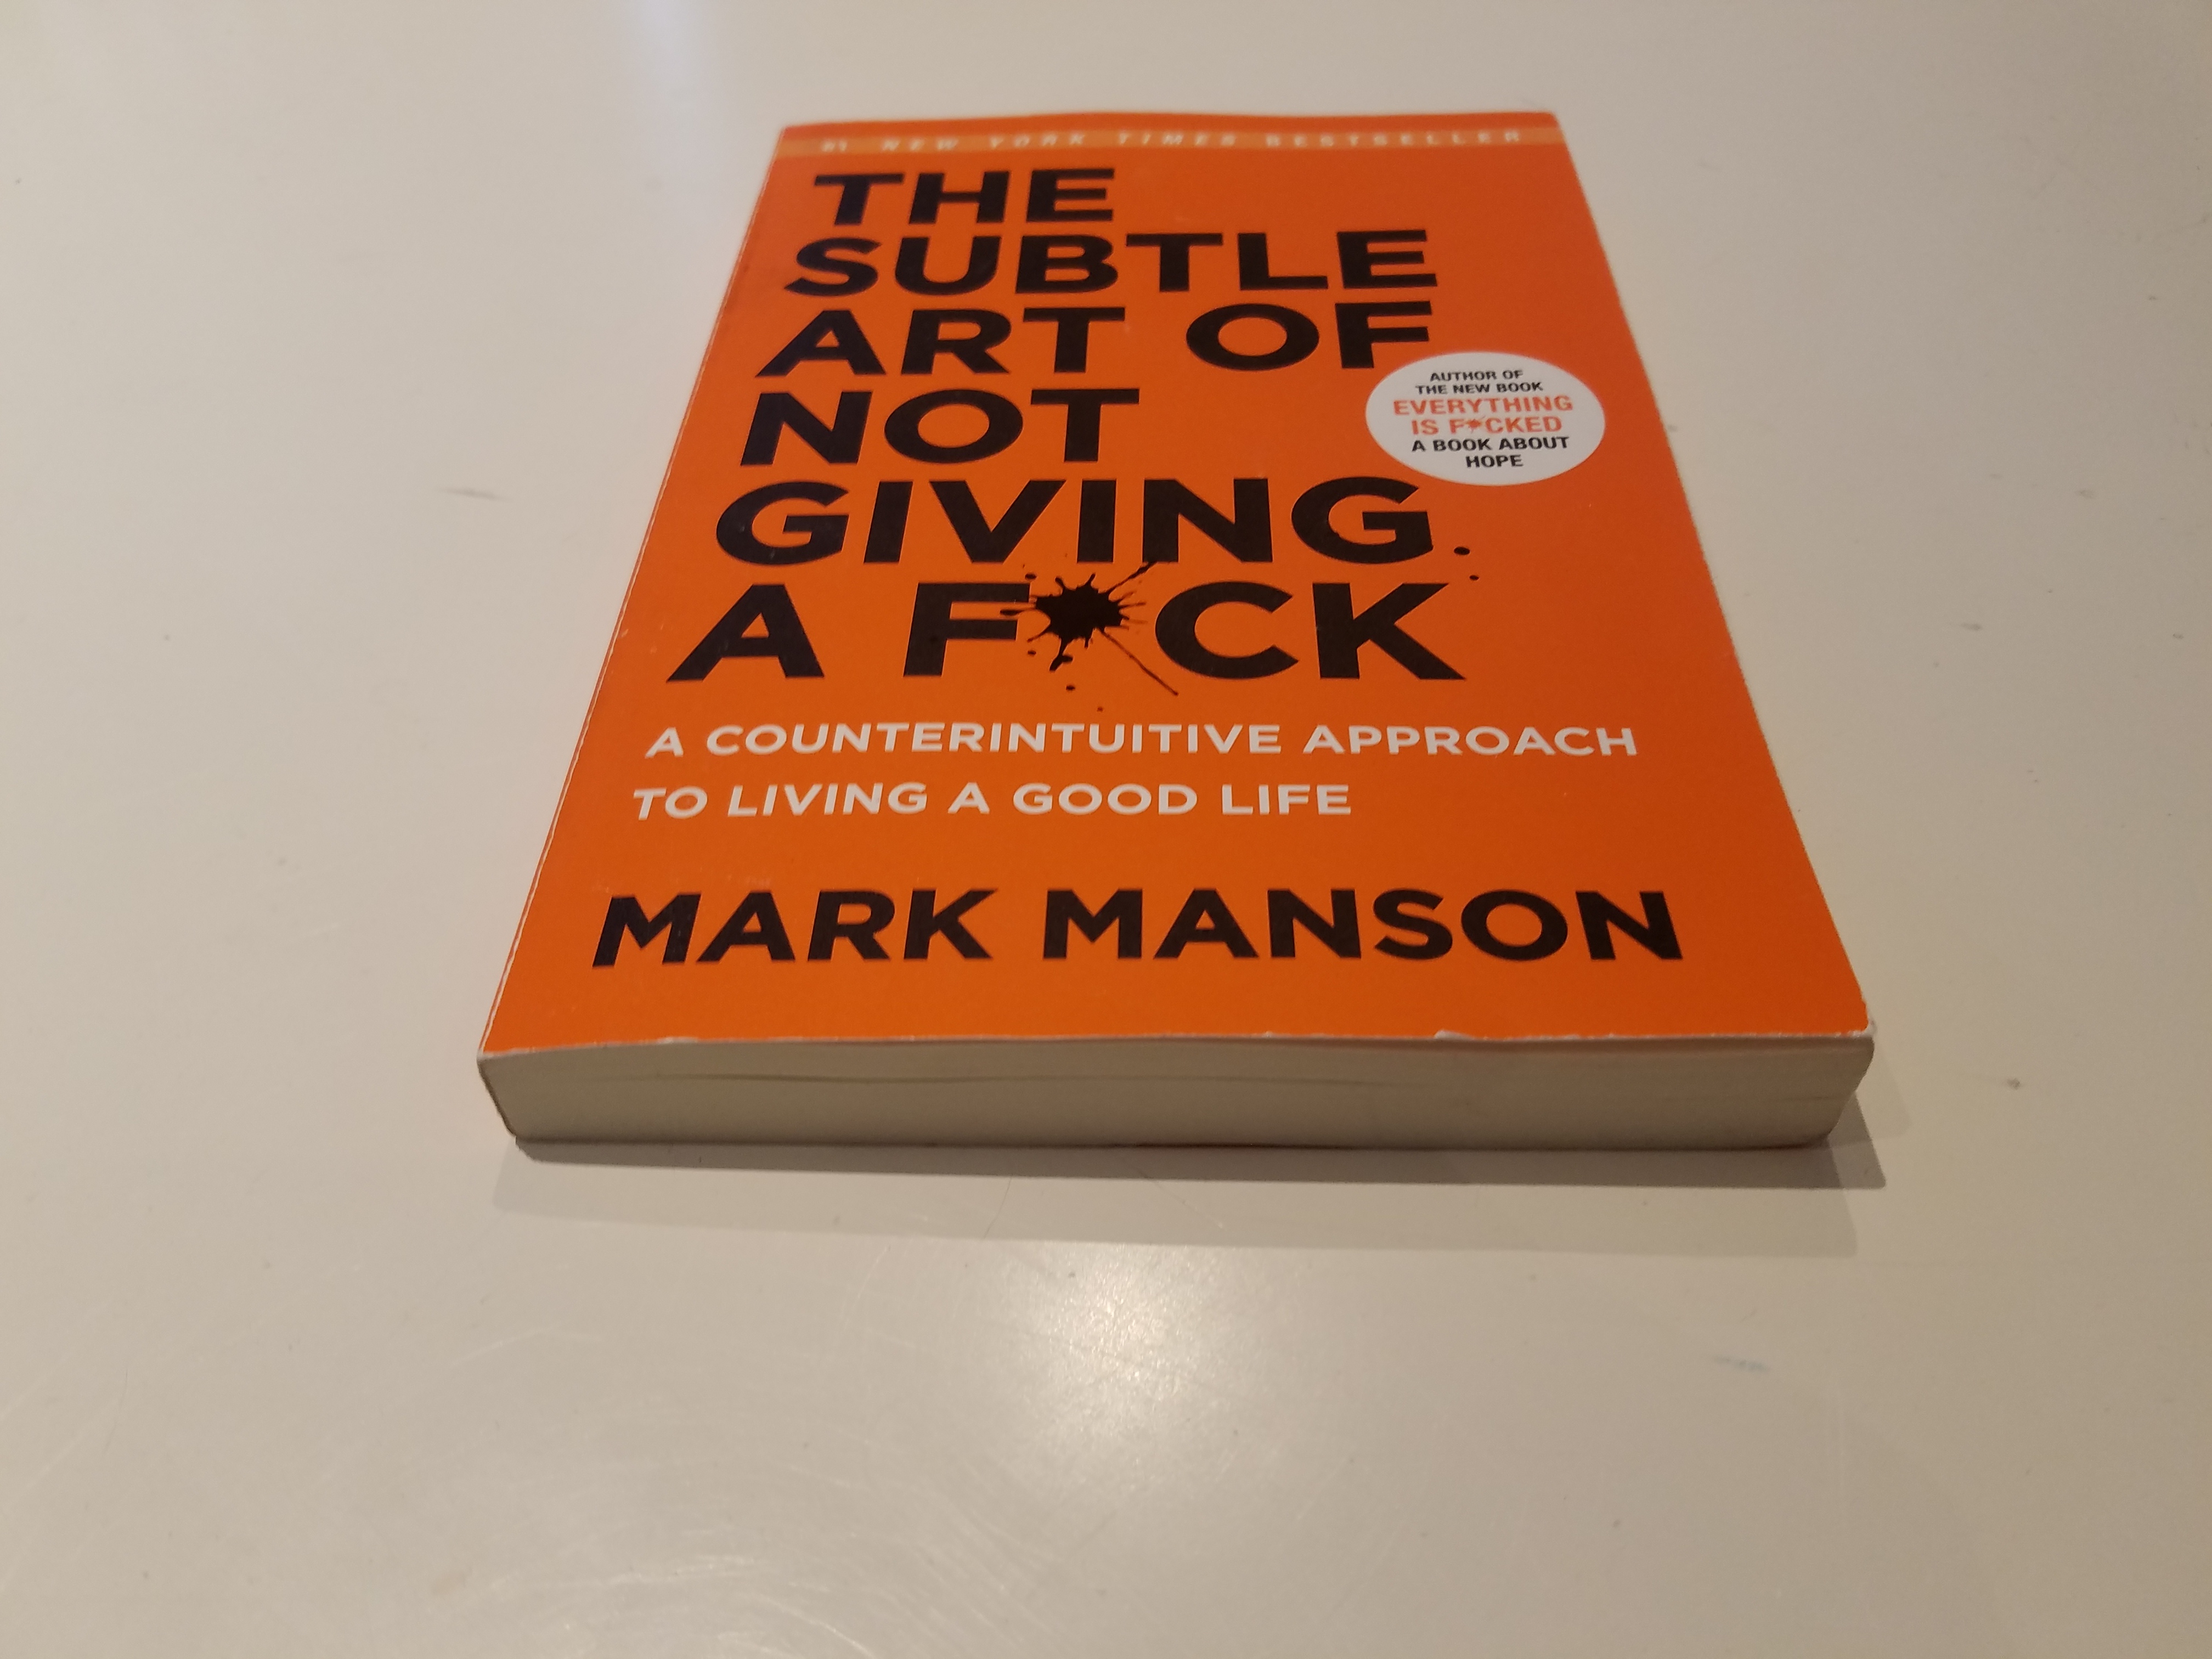 #1 NEW YORK TIMES BESTSELLER
THE
SUBTLE
ART OF
NOT
GIVING
A F*CK
AUTHOR OF
THE NEW BOOK
EVERYTHING
IS F*CKED
A BOOK ABOUT
HOPE
A COUNTERINTUITIVE APPROACH
TO LIVING A GOOD LIFE
MARK MANSON